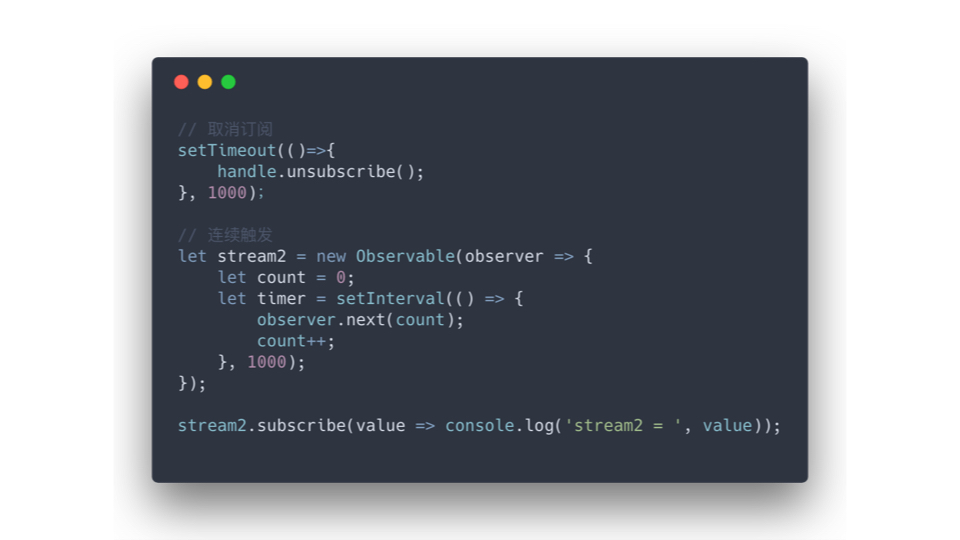 // 取消订阅
setTimeout(()=>{
    handle.unsubscribe();
}, 1000);
// 连续触发
let stream2 = new Observable(observer => {
    let count = 0;
    let timer = setInterval(() => {
        observer.next(count);
        count++;
    }, 1000);
});
stream2.subscribe(value => console.log('stream2 = ', value));